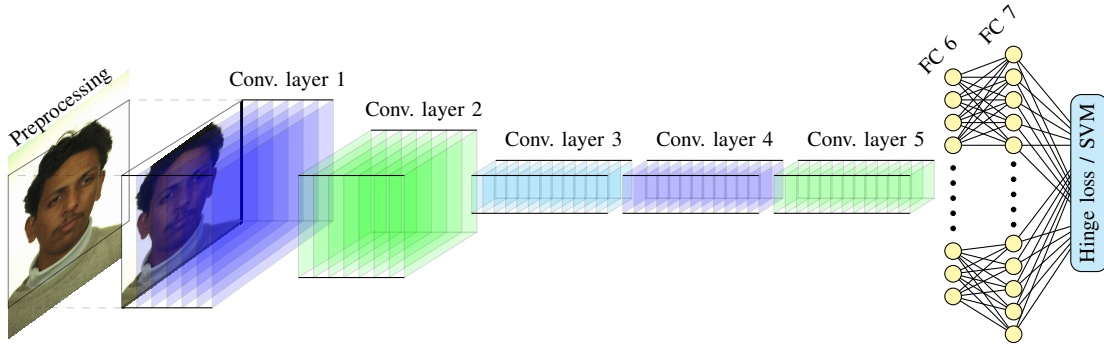 Preprocessing
Conv. layer 1
Conv. layer 2
Conv. layer 3
Conv. layer 4
Conv. layer 5
FC 6
FC 7
Hinge loss / SVM